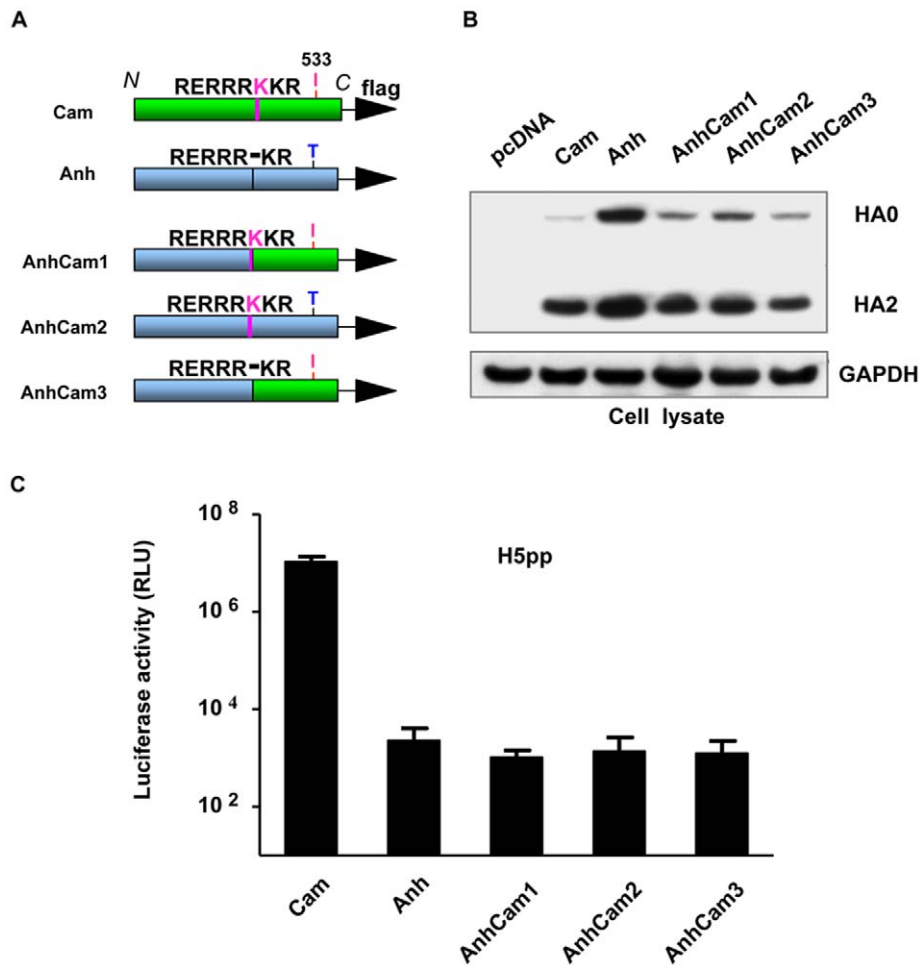 A
533
N
RERRRKKR
C
flag
Cam
I
RERRR-KR
T
Anh
RERRRKKR
I
AnhCam1
RERRRKKR
T
AnhCam2
RERRR-KR
I
AnhCam3
B
pcDNA
Cam
Anh
AnhCam1
AnhCam2
AnhCam3
HA0
HA2
GAPDH
Cell lysate
C
Luciferase activity (RLU)
10 8
10 6
10 4
10 2
H5pp
Cam
Anh
AnhCam1
AnhCam2
AnhCam3